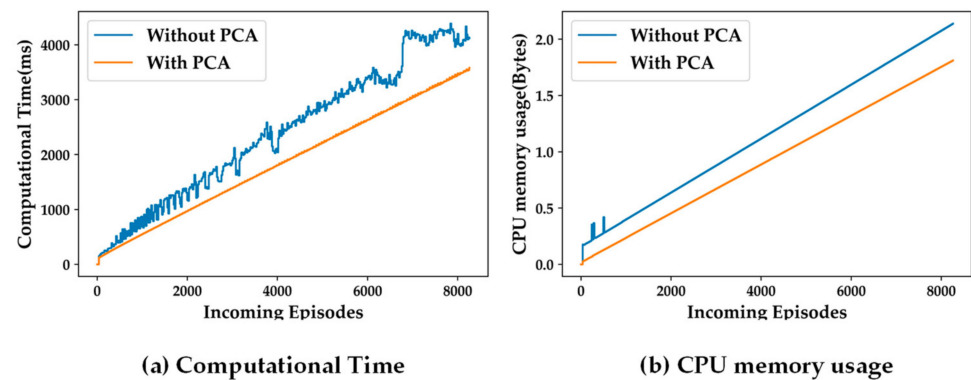 Without PCA
With PCA
Computational Time(ms)
4000
3000
2000
1000
0
0 2000 4000 6000 8000
Incoming Episodes
(a) Computational Time
Without PCA
With PCA
CPU memory usage(Bytes)
2.0
1.5
1.0
0.5
0.0
0 2000 4000 6000 8000
Incoming Episodes
(b) CPU memory usage